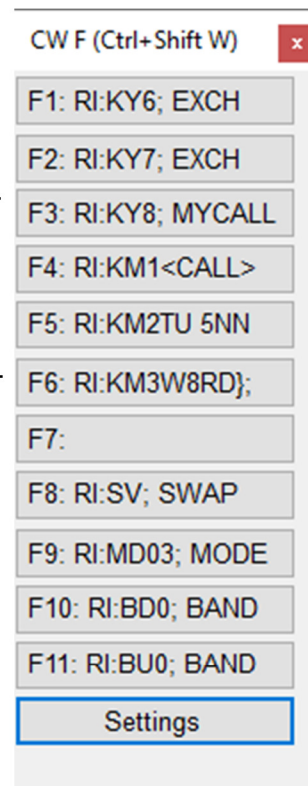 CW F (Ctrl+Shift W) x
F1: RI:KY6; EXCH
F2: RI:KY7; EXCH
F3: RI:KY8; MYCALL
F4: RI:KM1<CALL>
F5: RI:KM2TU 5NN
F6: RI:KM3W8RD};
F7:
F8: RI:SV; SWAP
F9: RI:MD03; MODE
F10: RI:BD0; BAND
F11: RI:BU0; BAND
Settings